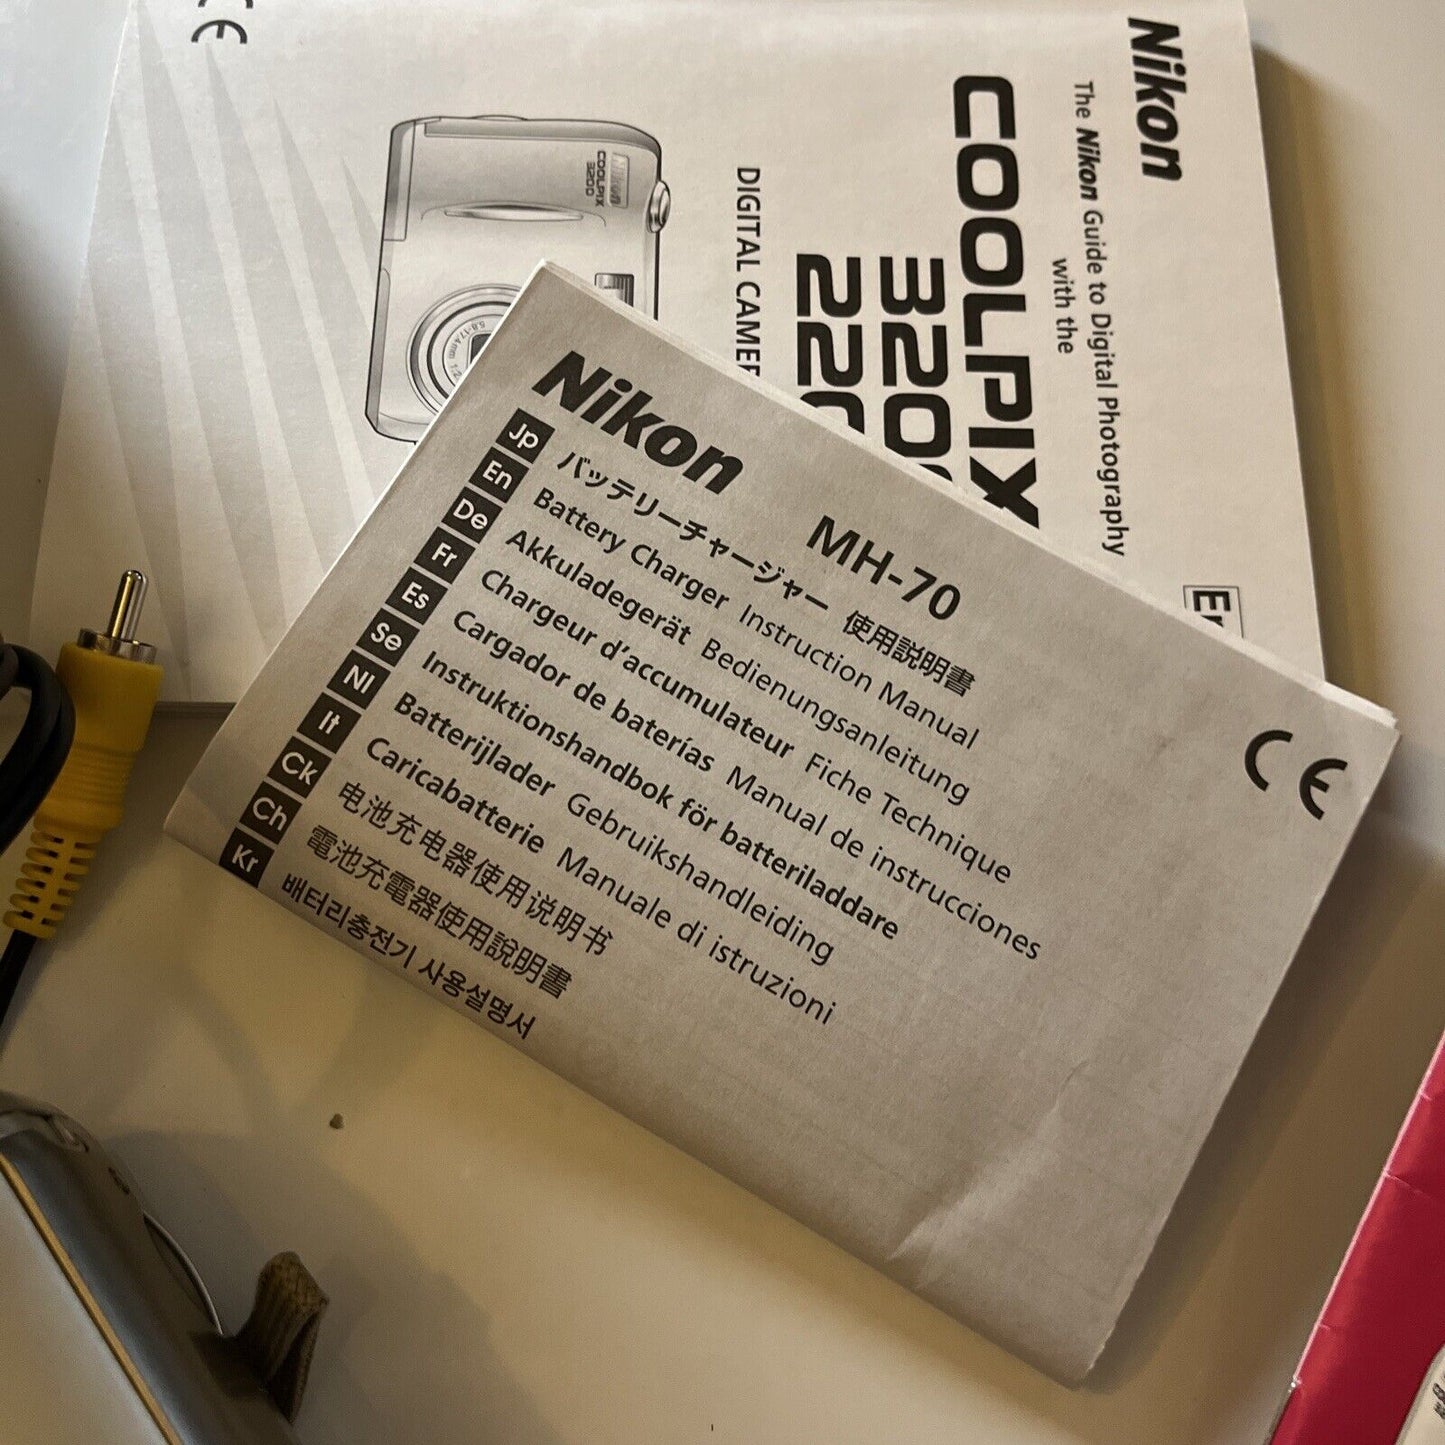 Nikon
The Nikon Guide to Digital Photography
with the
COOLPIX
320
220
DIGITAL CAMER
En
CE
Nikon
COOLPIX
3200
Nikon
MH-70
Jp バッテリーチャージャー 使用説明書
En Battery Charger Instruction Manual
De Akkuladegerät Bedienungsanleitung
Fr Chargeur d'accumulateur Fiche Technique
Es Cargador de baterías Manual de instrucciones
Se Instruktionshandbok för batteriladdare
Nl Batterijlader Gebruikshandleiding
It Caricabatterie Manuale di istruzioni
Ck 电池充电器使用说明书
Ch 電池充電器使用說明書
Kr 배터리충전기 사용설명서
CE